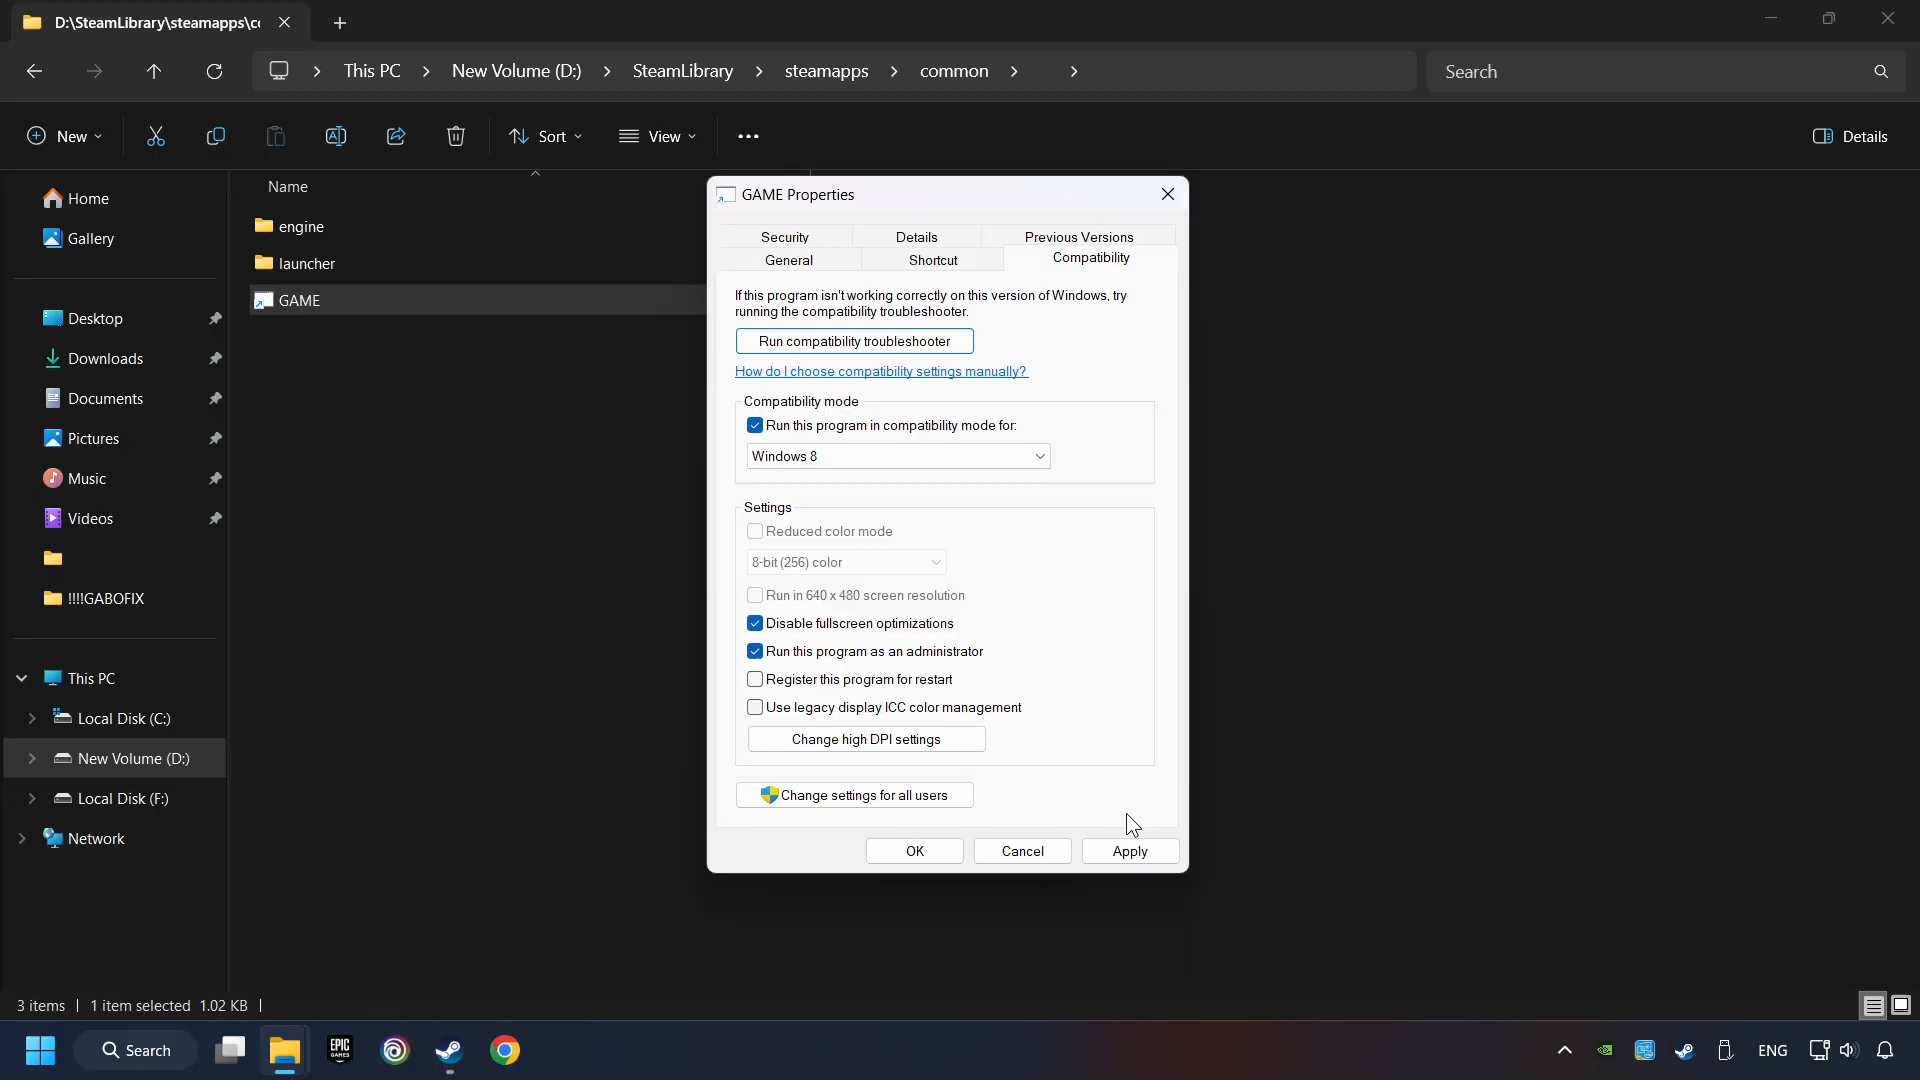 D:\SteamLibrary\steamapps\cc
This PC
New Volume (D:)
SteamLibrary
steamapps
common
Search
New
Sort
View
Details
Home
Gallery
Desktop
Downloads
Documents
Pictures
Music
Videos
!!!!GABOFIX
This PC
Local Disk (C:)
New Volume (D:)
Local Disk (F:)
Network
Name
engine
launcher
GAME
GAME Properties
Security
Details
Previous Versions
General
Shortcut
Compatibility
If this program isn't working correctly on this version of Windows, try
running the compatibility troubleshooter.
Run compatibility troubleshooter
How do I choose compatibility settings manually?
Compatibility mode
Run this program in compatibility mode for:
Windows 8
Settings
Reduced color mode
8-bit (256) color
Run in 640 x 480 screen resolution
Disable fullscreen optimizations
Run this program as an administrator
Register this program for restart
Use legacy display ICC color management
Change high DPI settings
Change settings for all users
OK
Cancel
Apply
3 items
1 item selected 1.02 KB
Search
EPIC
GAMES
ENG